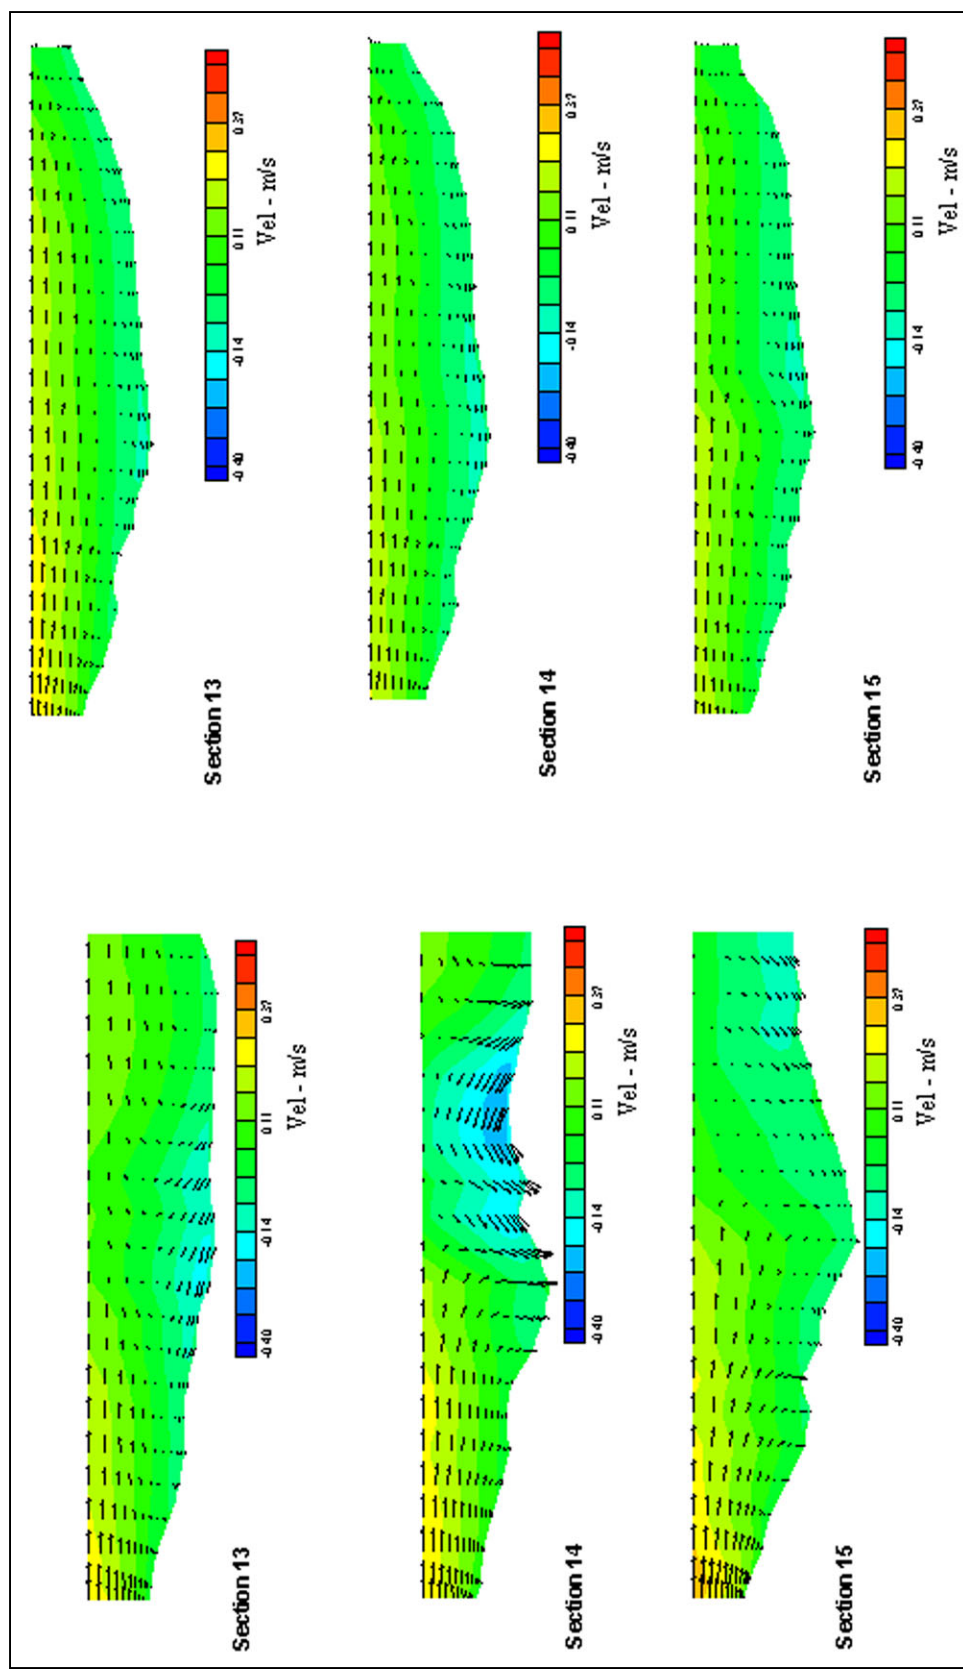 0.37
0.11
-0.14
-0.40
Vel - m/s
Section 13
0.37
0.11
-0.14
-0.40
Vel - m/s
Section 14
0.37
0.11
-0.14
-0.40
Vel - m/s
Section 15
0.37
0.11
-0.14
-0.40
Vel - m/s
Section 13
0.37
0.11
-0.14
-0.40
Vel - m/s
Section 14
0.37
0.11
-0.14
-0.40
Vel - m/s
Section 15